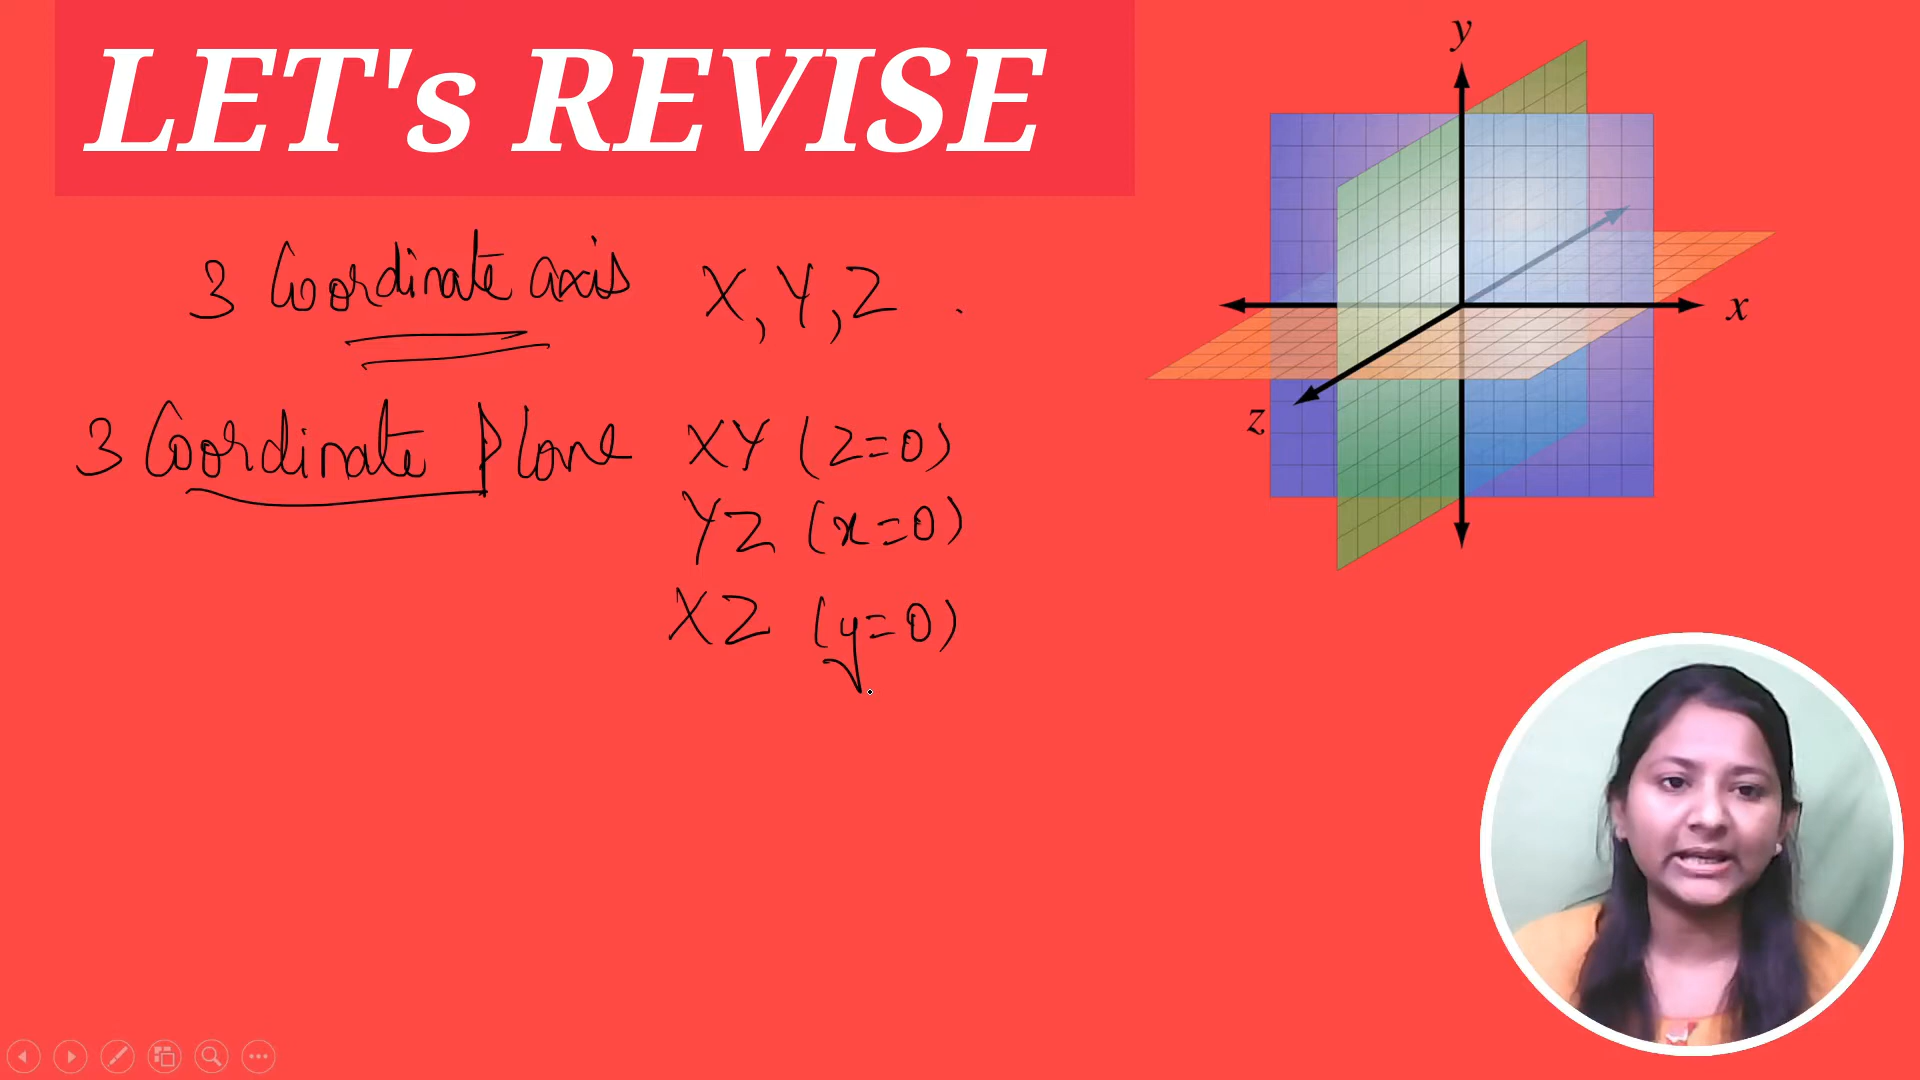 LET's REVISE
3 Coordinate axis X, Y, Z .
3 Coordinate Plane XY (Z=0)
YZ (x=0)
XZ (y=0)
y
x
z